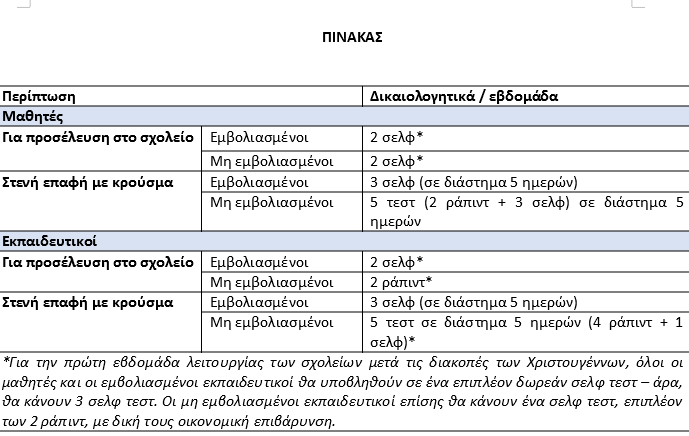 ΠΙΝΑΚΑΣ
Περίπτωση Δικαιολογητικά / εβδομάδα
Μαθητές
Για προσέλευση στο σχολείο Εμβολιασμένοι 2 σελφ*
Μη εμβολιασμένοι 2 σελφ*
Στενή επαφή με κρούσμα Εμβολιασμένοι 3 σελφ (σε διάστημα 5 ημερών)
Μη εμβολιασμένοι 5 τεστ (2 ράπιντ + 3 σελφ) σε διάστημα 5
ημερών
Εκπαιδευτικοί
Για προσέλευση στο σχολείο Εμβολιασμένοι 2 σελφ*
Μη εμβολιασμένοι 2 ράπιντ*
Στενή επαφή με κρούσμα Εμβολιασμένοι 3 σελφ (σε διάστημα 5 ημερών)
Μη εμβολιασμένοι 5 τεστ σε διάστημα 5 ημερών (4 ράπιντ + 1
σελφ)*
*Για την πρώτη εβδομάδα λειτουργίας των σχολείων μετά τις διακοπές των Χριστουγέννων, όλοι οι
μαθητές και οι εμβολιασμένοι εκπαιδευτικοί θα υποβληθούν σε ένα επιπλέον δωρεάν σελφ τεστ – άρα,
θα κάνουν 3 σελφ τεστ. Οι μη εμβολιασμένοι εκπαιδευτικοί επίσης θα κάνουν ένα σελφ τεστ, επιπλέον
των 2 ράπιντ, με δική τους οικονομική επιβάρυνση.